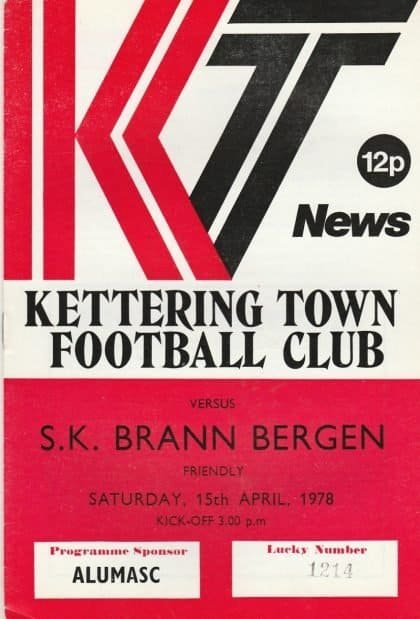 KT
12p
News
KETTERING TOWN
FOOTBALL CLUB
VERSUS
S.K. BRANN BERGEN
FRIENDLY
SATURDAY, 15th APRIL, 1978
KICK-OFF 3.00 p.m
Programme Sponsor
ALUMASC
Lucky Number
1214